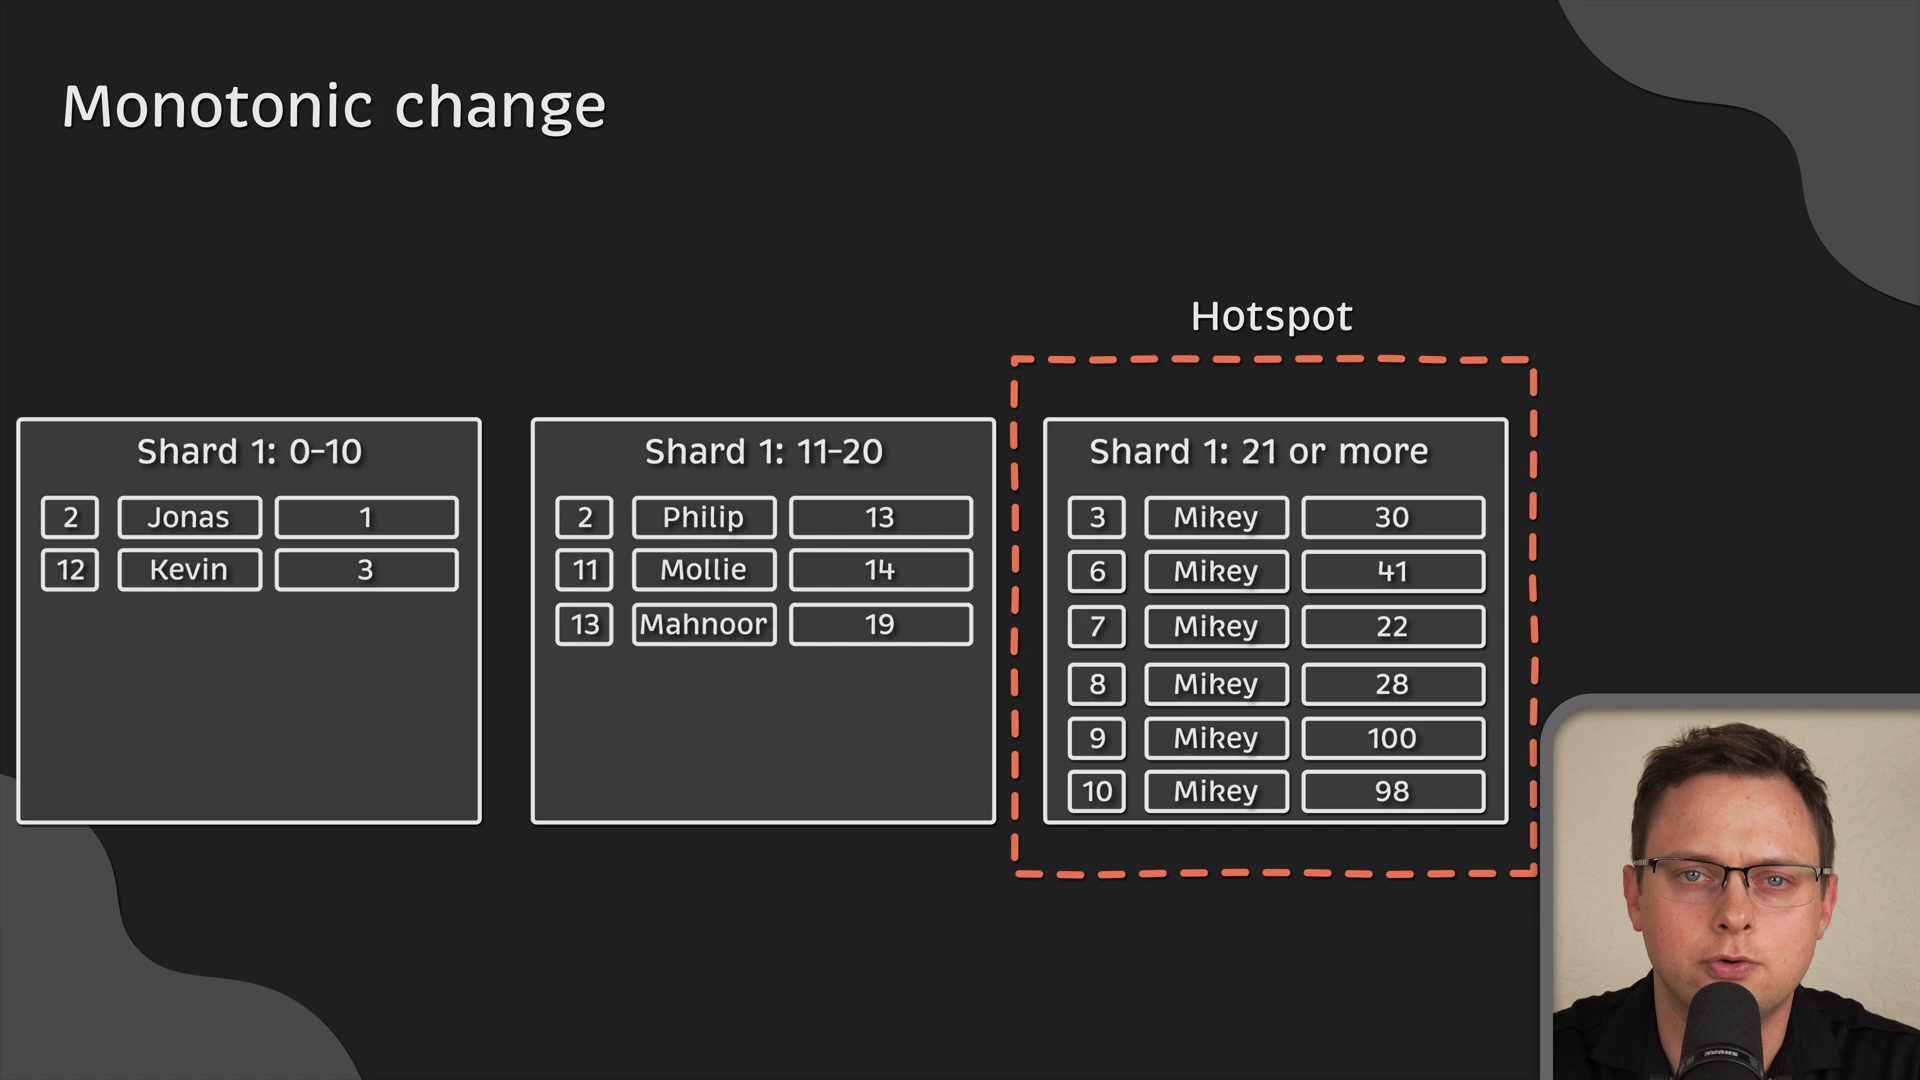 Monotonic change
Hotspot
Shard 1: 0-10
2 Jonas 1
12 Kevin 3
Shard 1: 11-20
2 Philip 13
11 Mollie 14
13 Mahnoor 19
Shard 1: 21 or more
3 Mikey 30
6 Mikey 41
7 Mikey 22
8 Mikey 28
9 Mikey 100
10 Mikey 98